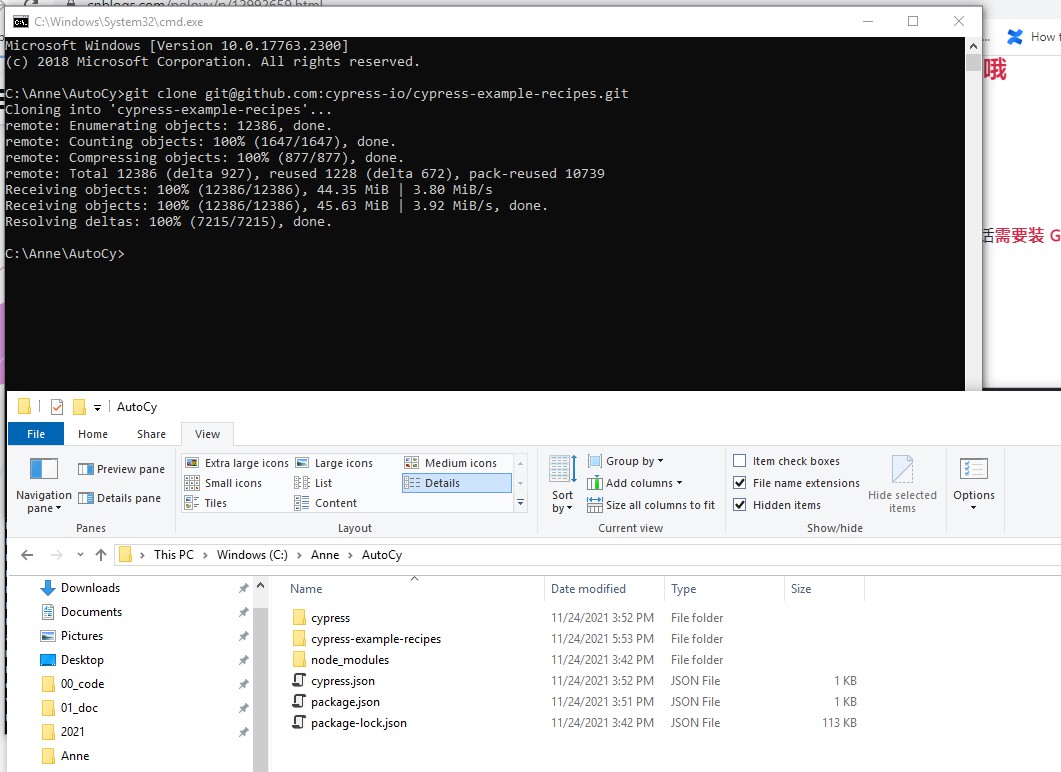 cnblogs.com/poloyy/p/12992659.html
C:\Windows\System32\cmd.exe
Microsoft Windows [Version 10.0.17763.2300]
(c) 2018 Microsoft Corporation. All rights reserved.
C:\Anne\AutoCy>git clone git@github.com:cypress-io/cypress-example-recipes.git
Cloning into 'cypress-example-recipes'...
remote: Enumerating objects: 12386, done.
remote: Counting objects: 100% (1647/1647), done.
remote: Compressing objects: 100% (877/877), done.
remote: Total 12386 (delta 927), reused 1228 (delta 672), pack-reused 10739
Receiving objects: 100% (12386/12386), 44.35 MiB | 3.80 MiB/s
Receiving objects: 100% (12386/12386), 45.63 MiB | 3.92 MiB/s, done.
Resolving deltas: 100% (7215/7215), done.
C:\Anne\AutoCy>
... How t
哦
需要装 G
AutoCy
File Home Share View
Navigation pane
Preview pane
Details pane
Panes
Extra large icons Large icons Medium icons
Small icons List Details
Tiles Content
Layout
Sort by
Group by
Add columns
Size all columns to fit
Current view
Item check boxes
File name extensions
Hidden items
Hide selected items
Show/hide
Options
This PC > Windows (C:) > Anne > AutoCy
Downloads
Documents
Pictures
Desktop
00_code
01_doc
2021
Anne
Name Date modified Type Size
cypress 11/24/2021 3:52 PM File folder
cypress-example-recipes 11/24/2021 5:53 PM File folder
node_modules 11/24/2021 3:42 PM File folder
cypress.json 11/24/2021 3:52 PM JSON File 1 KB
package.json 11/24/2021 3:51 PM JSON File 1 KB
package-lock.json 11/24/2021 3:42 PM JSON File 113 KB